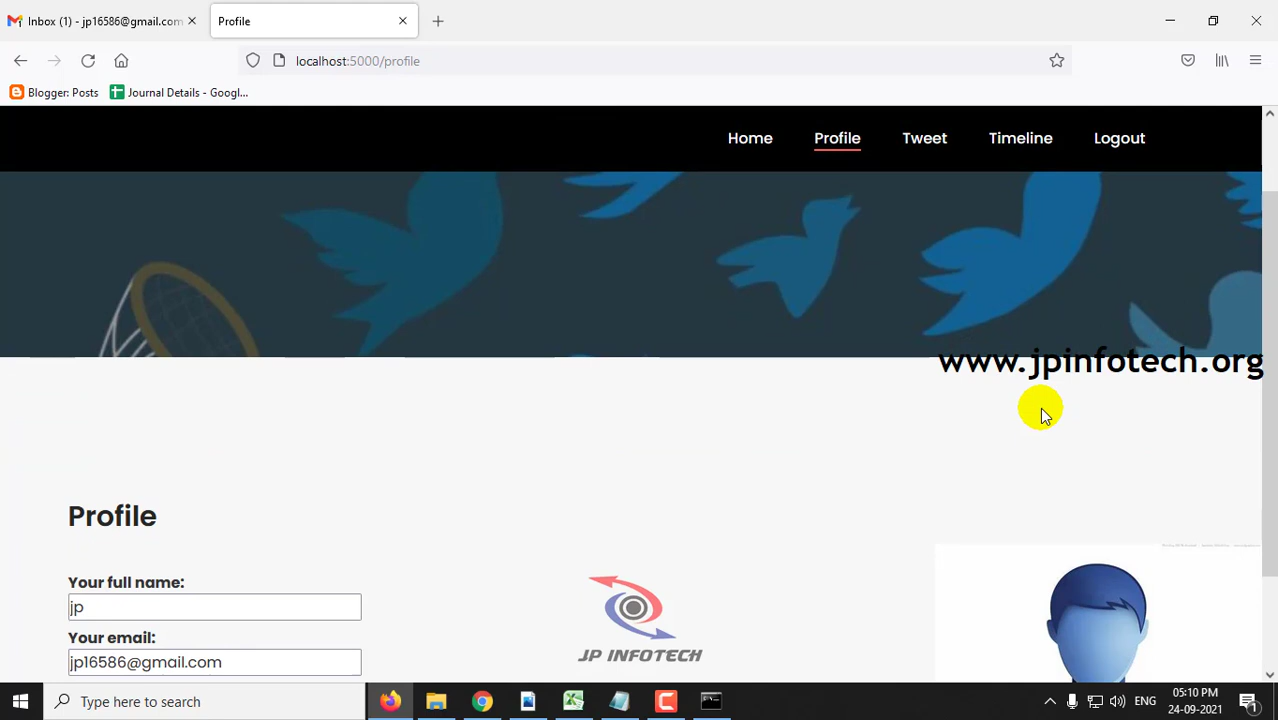 Inbox (1) - jp16586@gmail.com
Profile
localhost:5000/profile
Blogger: Posts
Journal Details - Googl...
Home Profile Tweet Timeline Logout
www.jpinfotech.org
Profile
Your full name:
jp
Your email:
jp16586@gmail.com
JP INFOTECH
Type here to search
ENG
05:10 PM
24-09-2021
1